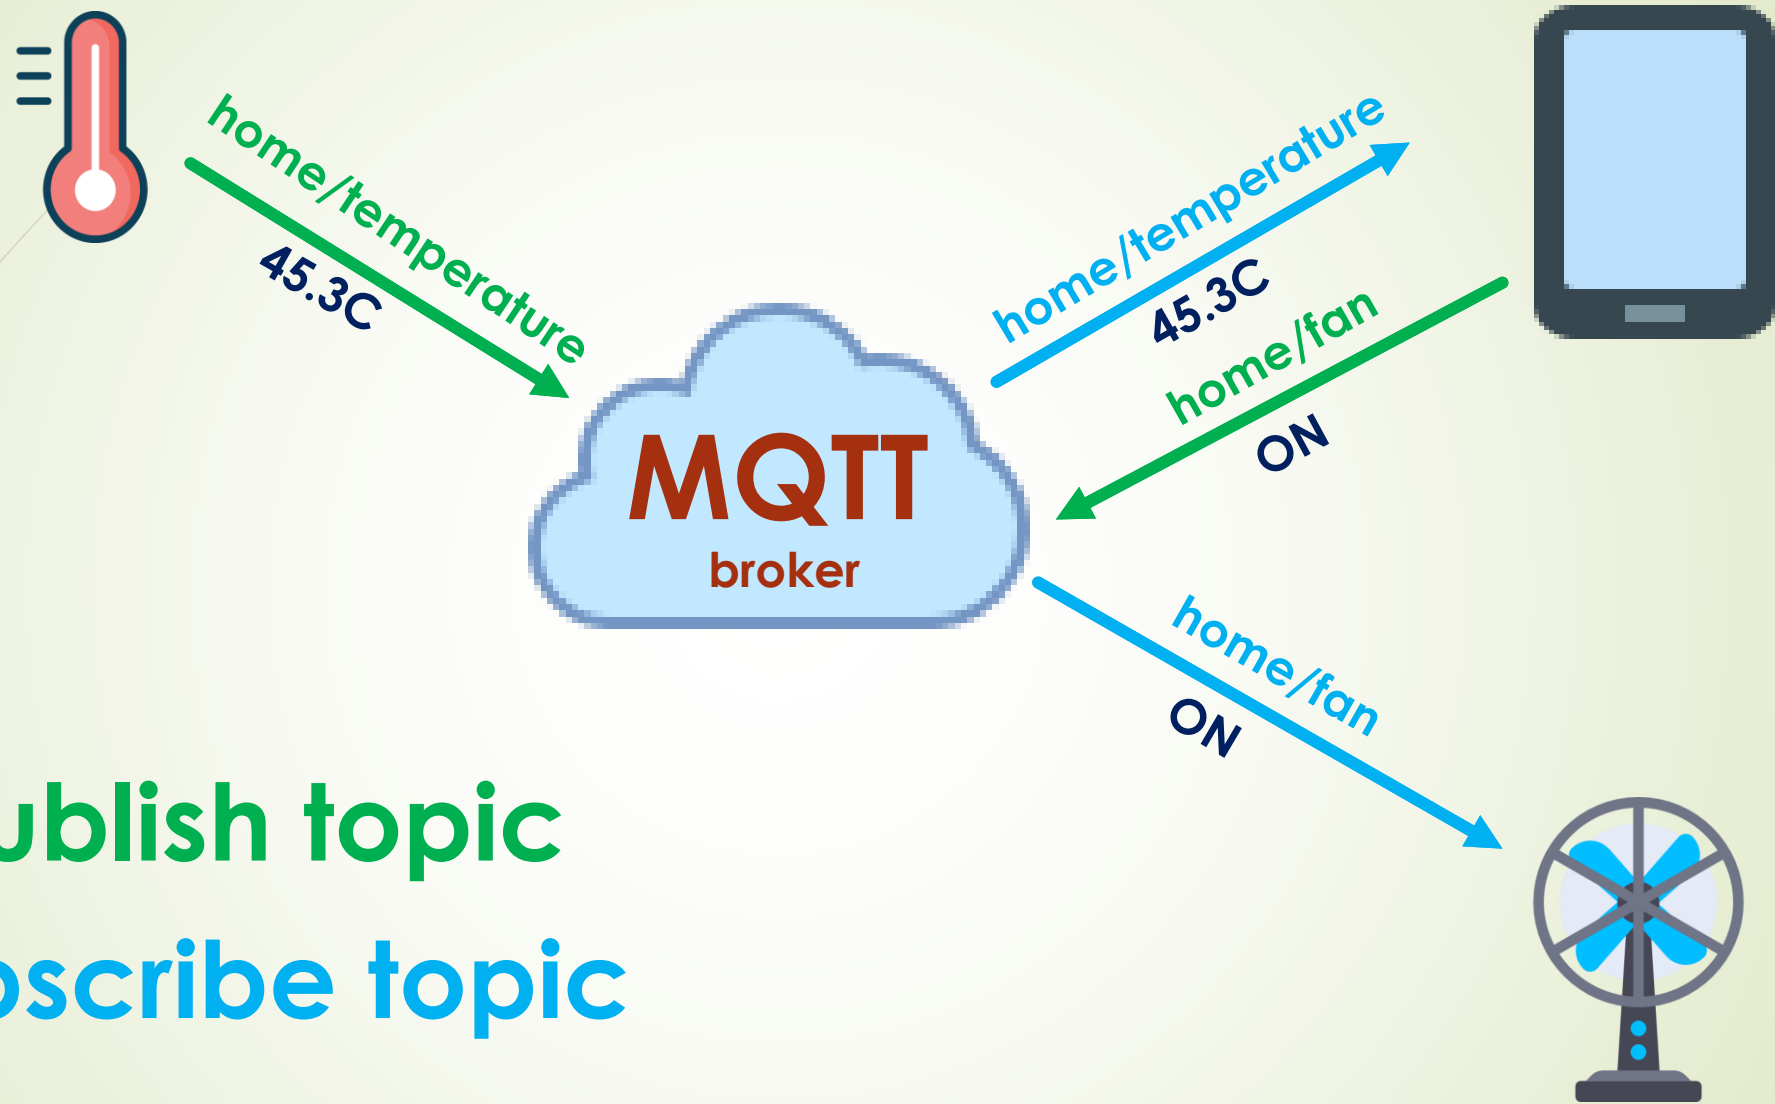 home/temperature
45.3C
home/temperature
45.3C
home/fan
ON
MQTT
broker
home/fan
ON
ublish topic
scribe topic